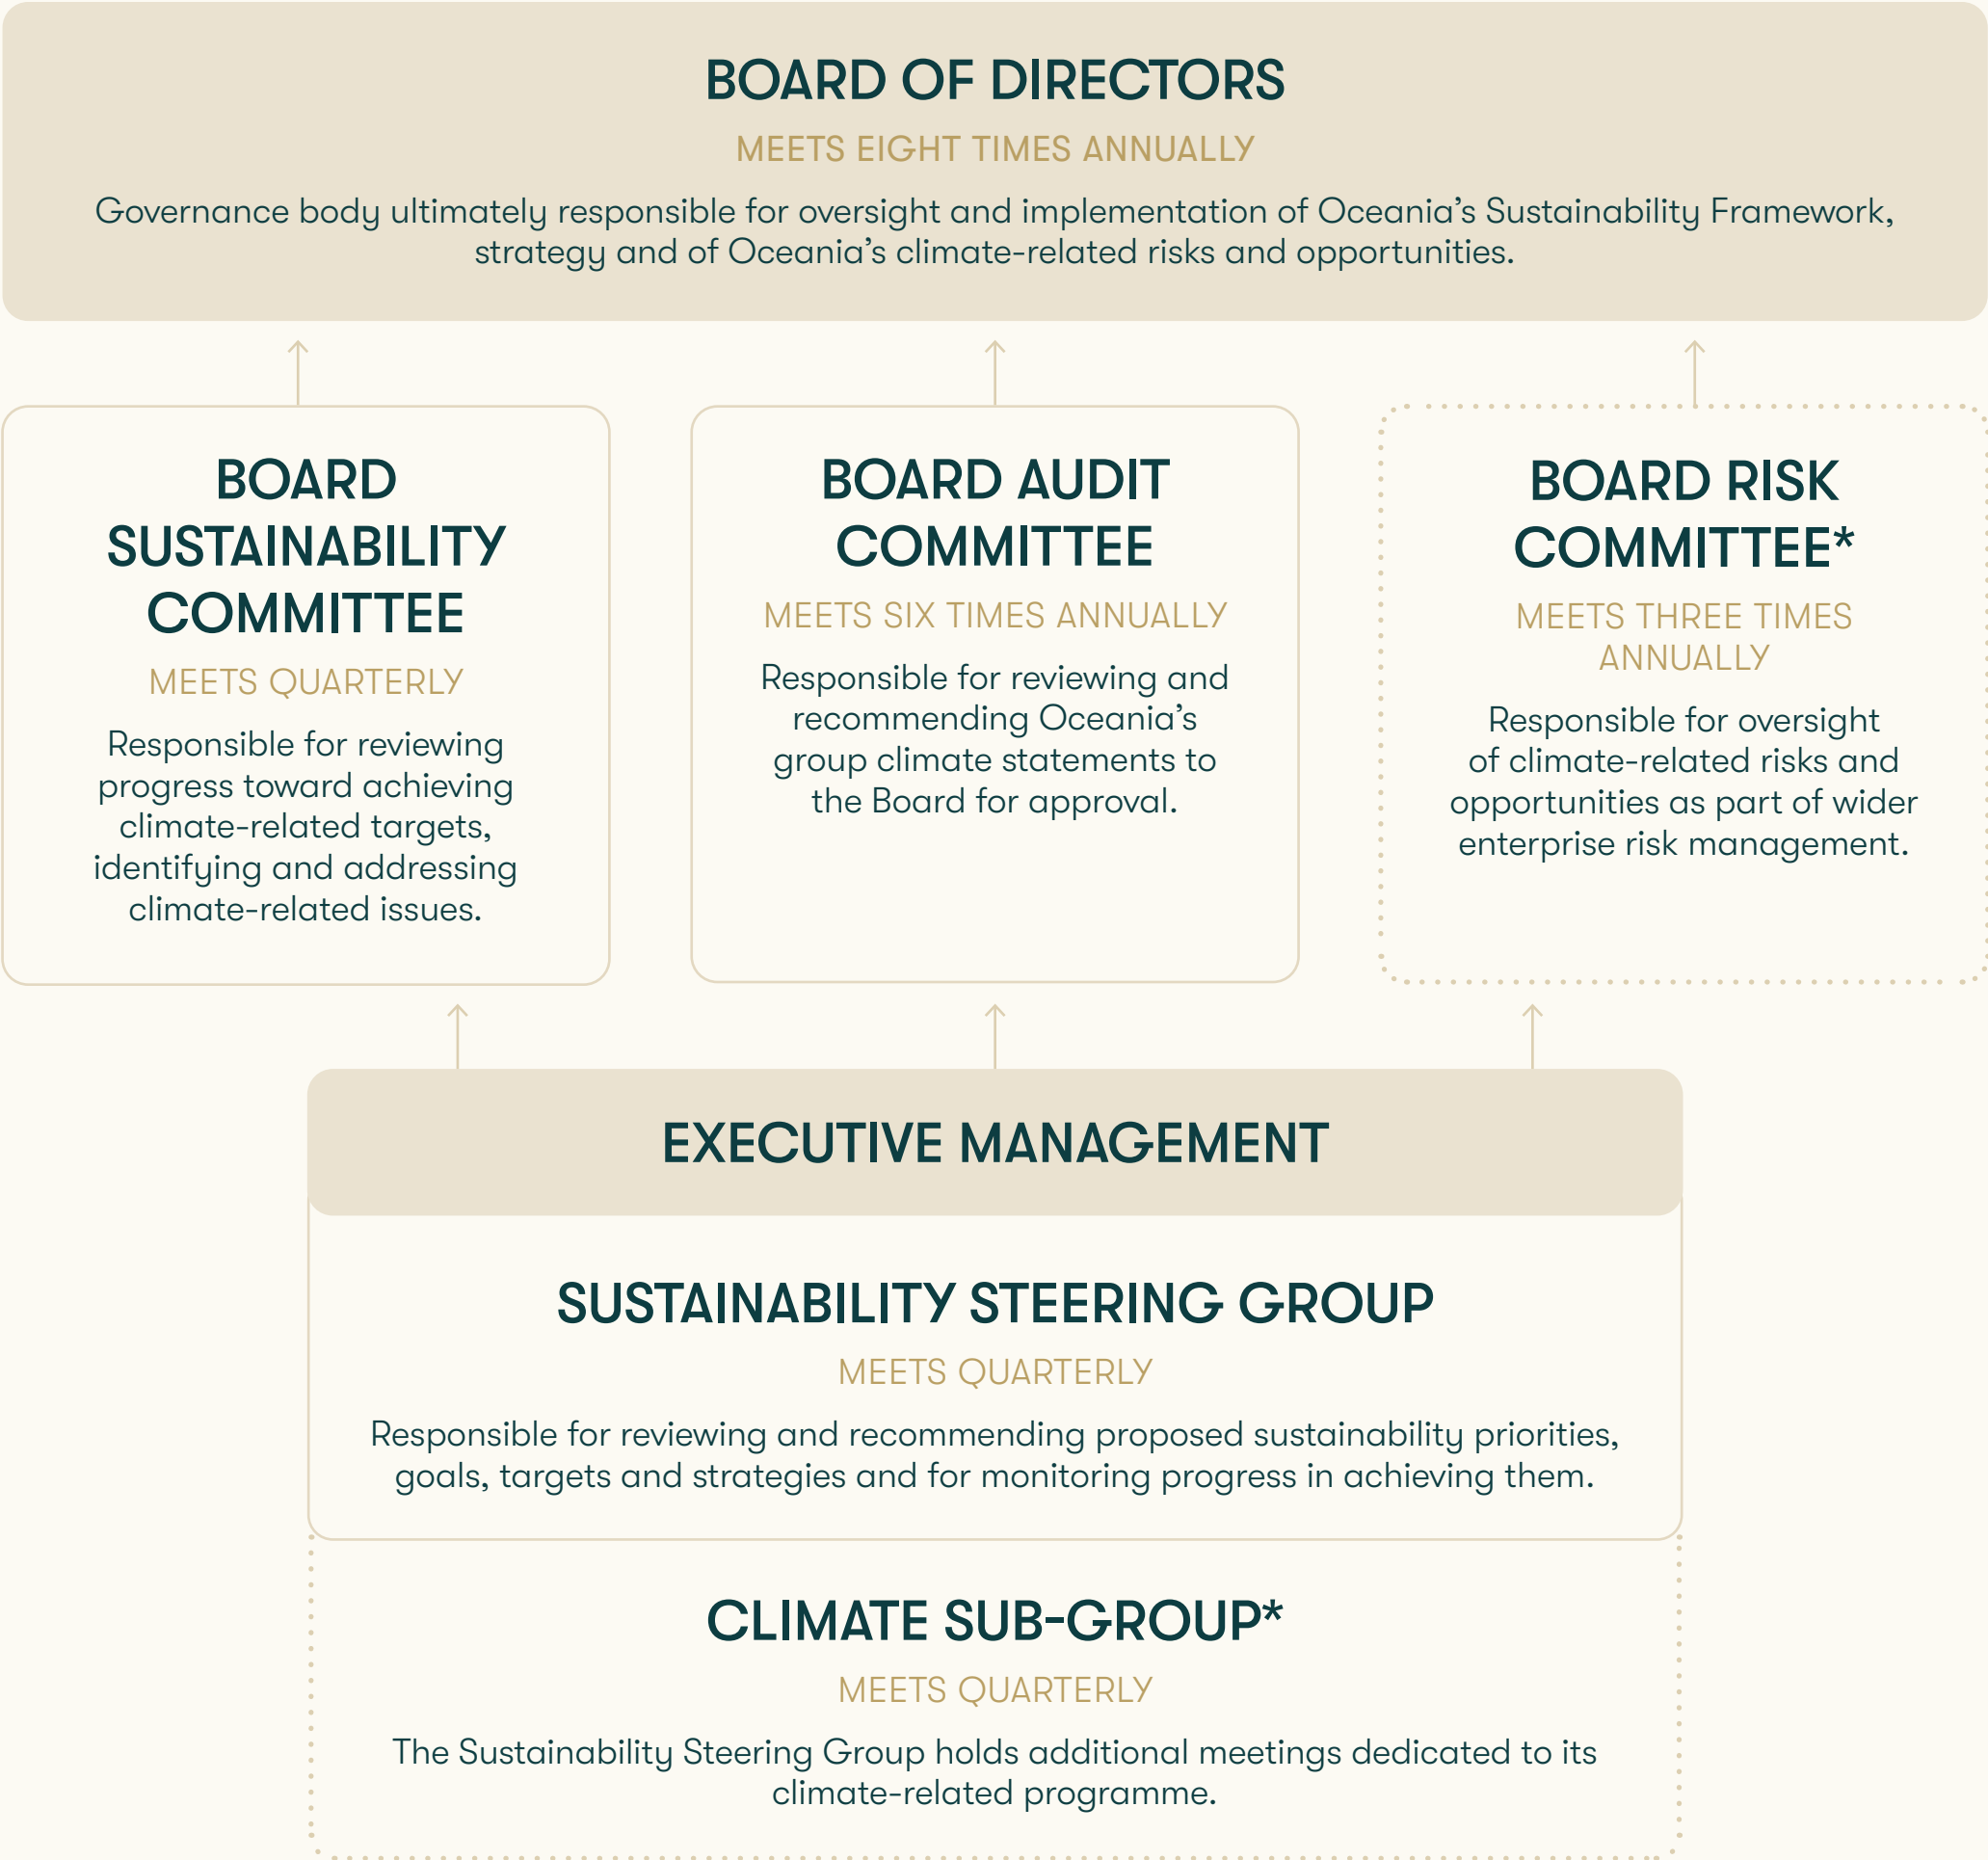 BOARD OF DIRECTORS
MEETS EIGHT TIMES ANNUALLY
Governance body ultimately responsible for oversight and implementation of Oceania’s Sustainability Framework,
strategy and of Oceania’s climate-related risks and opportunities.
BOARD
SUSTAINABILITY
COMMITTEE
MEETS QUARTERLY
Responsible for reviewing
progress toward achieving
climate-related targets,
identifying and addressing
climate-related issues.
BOARD AUDIT
COMMITTEE
MEETS SIX TIMES ANNUALLY
Responsible for reviewing and
recommending Oceania’s
group climate statements to
the Board for approval.
BOARD RISK
COMMITTEE*
MEETS THREE TIMES
ANNUALLY
Responsible for oversight
of climate-related risks and
opportunities as part of wider
enterprise risk management.
EXECUTIVE MANAGEMENT
SUSTAINABILITY STEERING GROUP
MEETS QUARTERLY
Responsible for reviewing and recommending proposed sustainability priorities,
goals, targets and strategies and for monitoring progress in achieving them.
CLIMATE SUB-GROUP*
MEETS QUARTERLY
The Sustainability Steering Group holds additional meetings dedicated to its
climate-related programme.